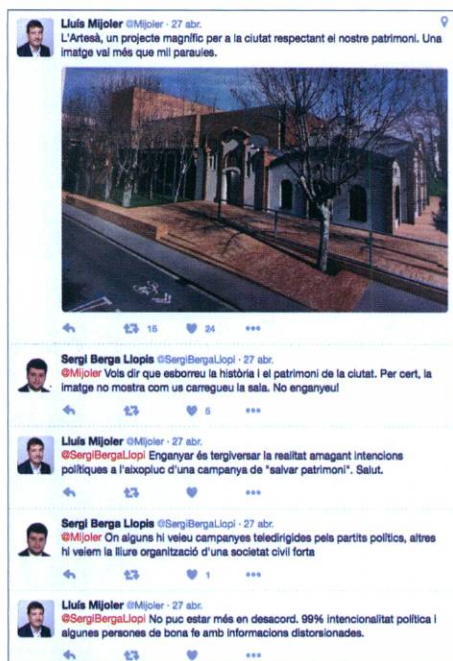 Lluís Mijoler @Mijoler · 27 abr.
L'Artesà, un projecte magnífic per a la ciutat respectant el nostre patrimoni. Una
imatge val més que mil paraules.
16 24
Sergi Berga Llopis @SergiBergaLlopi · 27 abr.
@Mijoler Vols dir que esborreu la història i el patrimoni de la ciutat. Per cert, la
imatge no mostra com us carregueu la sala. No enganyeu!
5
Lluís Mijoler @Mijoler · 27 abr.
@SergiBergaLlopi Enganyar és tergiversar la realitat amagant intencions
polítiques a l'aixopluc d'una campanya de "salvar patrimoni". Salut.
Sergi Berga Llopis @SergiBergaLlopi · 27 abr.
@Mijoler On alguns hi veieu campanyes teledirigides pels partits polítics, altres
hi veiem la lliure organització d'una societat civil forta
1
Lluís Mijoler @Mijoler · 27 abr.
@SergiBergaLlopi No puc estar més en desacord. 99% intencionalitat política i
algunes persones de bona fe amb informacions distorsionades.